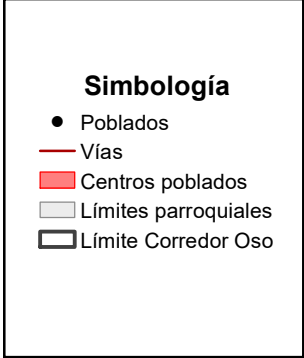 Simbología
Poblados
Vías
Centros poblados
Límites parroquiales
Límite Corredor Oso